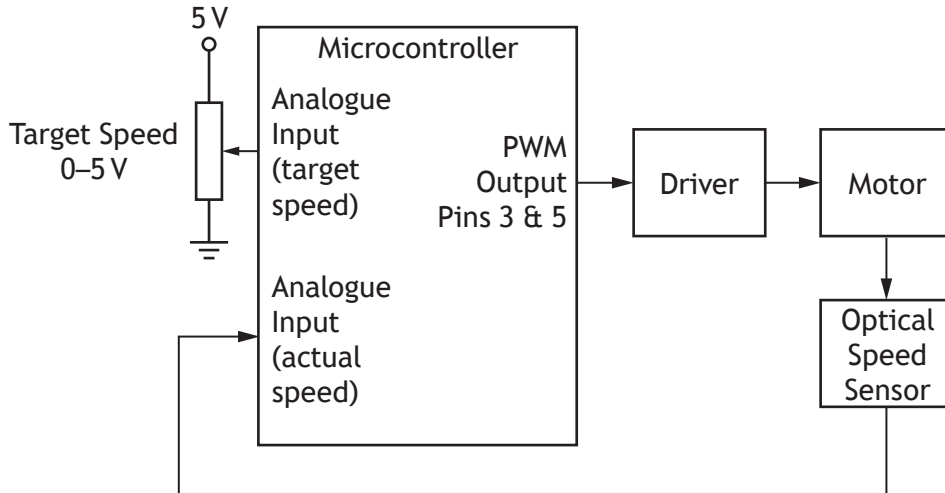 5 V
Target Speed
0–5 V
Microcontroller
Analogue
Input
(target
speed)
PWM
Output
Pins 3 & 5
Analogue
Input
(actual
speed)
Driver
Motor
Optical
Speed
Sensor